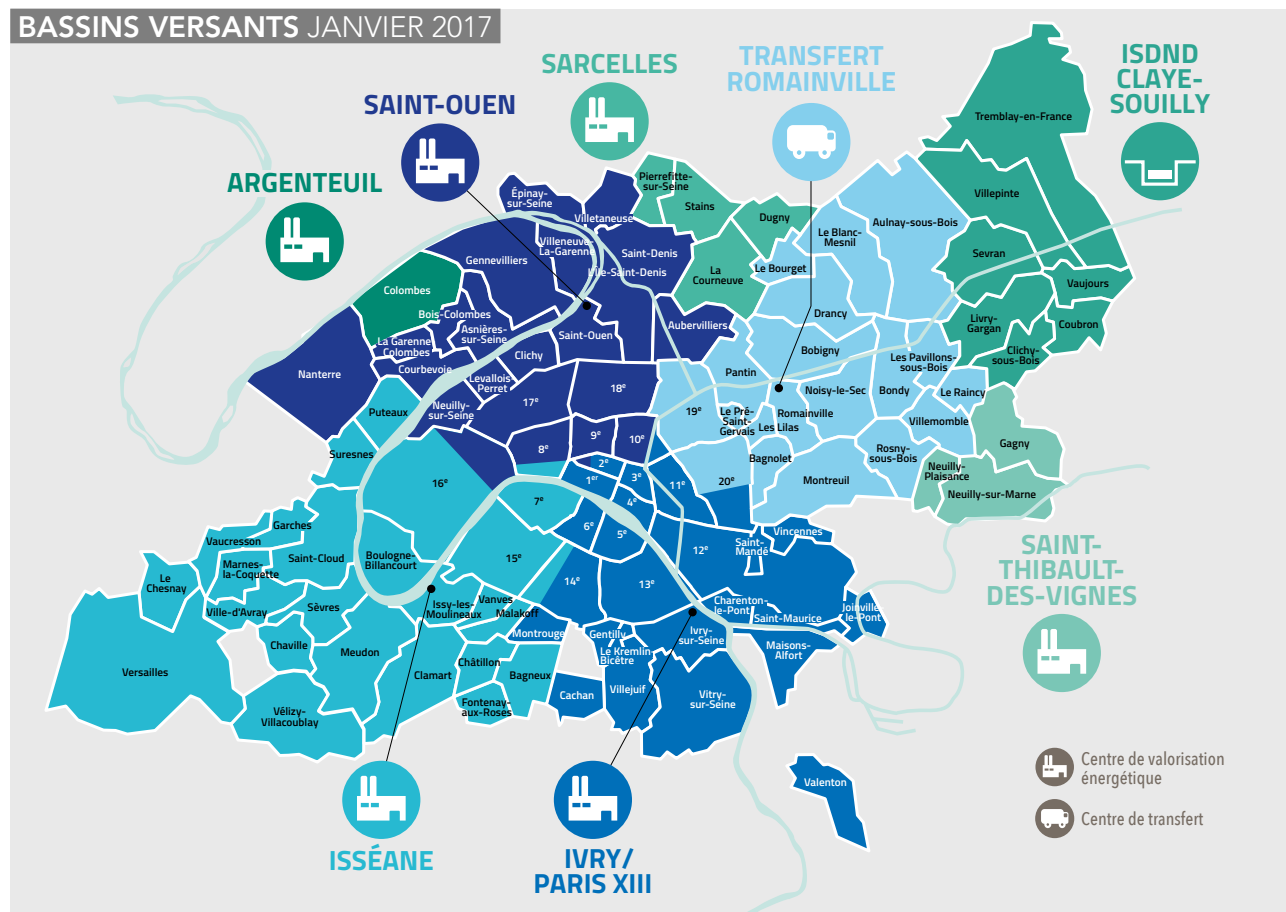 BASSINS VERSANTS JANVIER 2017
SARCELLES
TRANSFERT
ROMAINVILLE
ISDND
CLAYE-
SOUILLY
SAINT-OUEN
ARGENTEUIL
Tremblay-en-France
Pierrefitte-
sur-Seine
Stains
Dugny
Villepinte
Épinay-
sur-Seine
Villetaneuse
Aulnay-sous-Bois
Le Blanc-
Mesnil
Villeneuve-
La-Garenne
Saint-Denis
Gennevilliers
L'Île-Saint-Denis
La
Courneuve
Le Bourget
Sevran
Vaujours
Colombes
Bois-Colombes
Drancy
Livry-
Gargan
Coubron
Asnières-
sur-Seine
Saint-Ouen
Aubervilliers
La Garenne
Colombes
Clichy
Bobigny
Clichy-
sous-Bois
Les Pavillons-
sous-Bois
Nanterre
Courbevoie
Levallois-
Perret
Pantin
18e
Noisy-le-Sec
Bondy
Le Raincy
Puteaux
Neuilly-
sur-Seine
17e
19e
Le Pré-
Saint-
Gervais
Romainville
Les Lilas
Villemomble
9e
10e
8e
Gagny
Suresnes
2e
1er
3e
Bagnolet
Rosny-
sous-Bois
Neuilly-
Plaisance
16e
11e
20e
Montreuil
Neuilly-sur-Marne
7e
4e
6e
5e
Garches
Vaucresson
Vincennes
Saint-Cloud
Boulogne-
Billancourt
15e
12e
Saint-
Mandé
Marnes-
la-Coquette
Le
Chesnay
14e
13e
SAINT-
THIBAULT-
DES-VIGNES
Ville-d'Avray
Sèvres
Issy-les-
Moulineaux
Vanves
Malakoff
Charenton-
le-Pont
Saint-Maurice
Joinville-
le-Pont
Montrouge
Gentilly
Ivry-
sur-Seine
Chaville
Meudon
Le Kremlin
Bicêtre
Maisons-
Alfort
Versailles
Clamart
Châtillon
Bagneux
Cachan
Villejuif
Vitry-
sur-Seine
Vélizy-
Villacoublay
Fontenay-
aux-Roses
Valenton
Centre de valorisation
énergétique
Centre de transfert
ISSÉANE
IVRY/
PARIS XIII